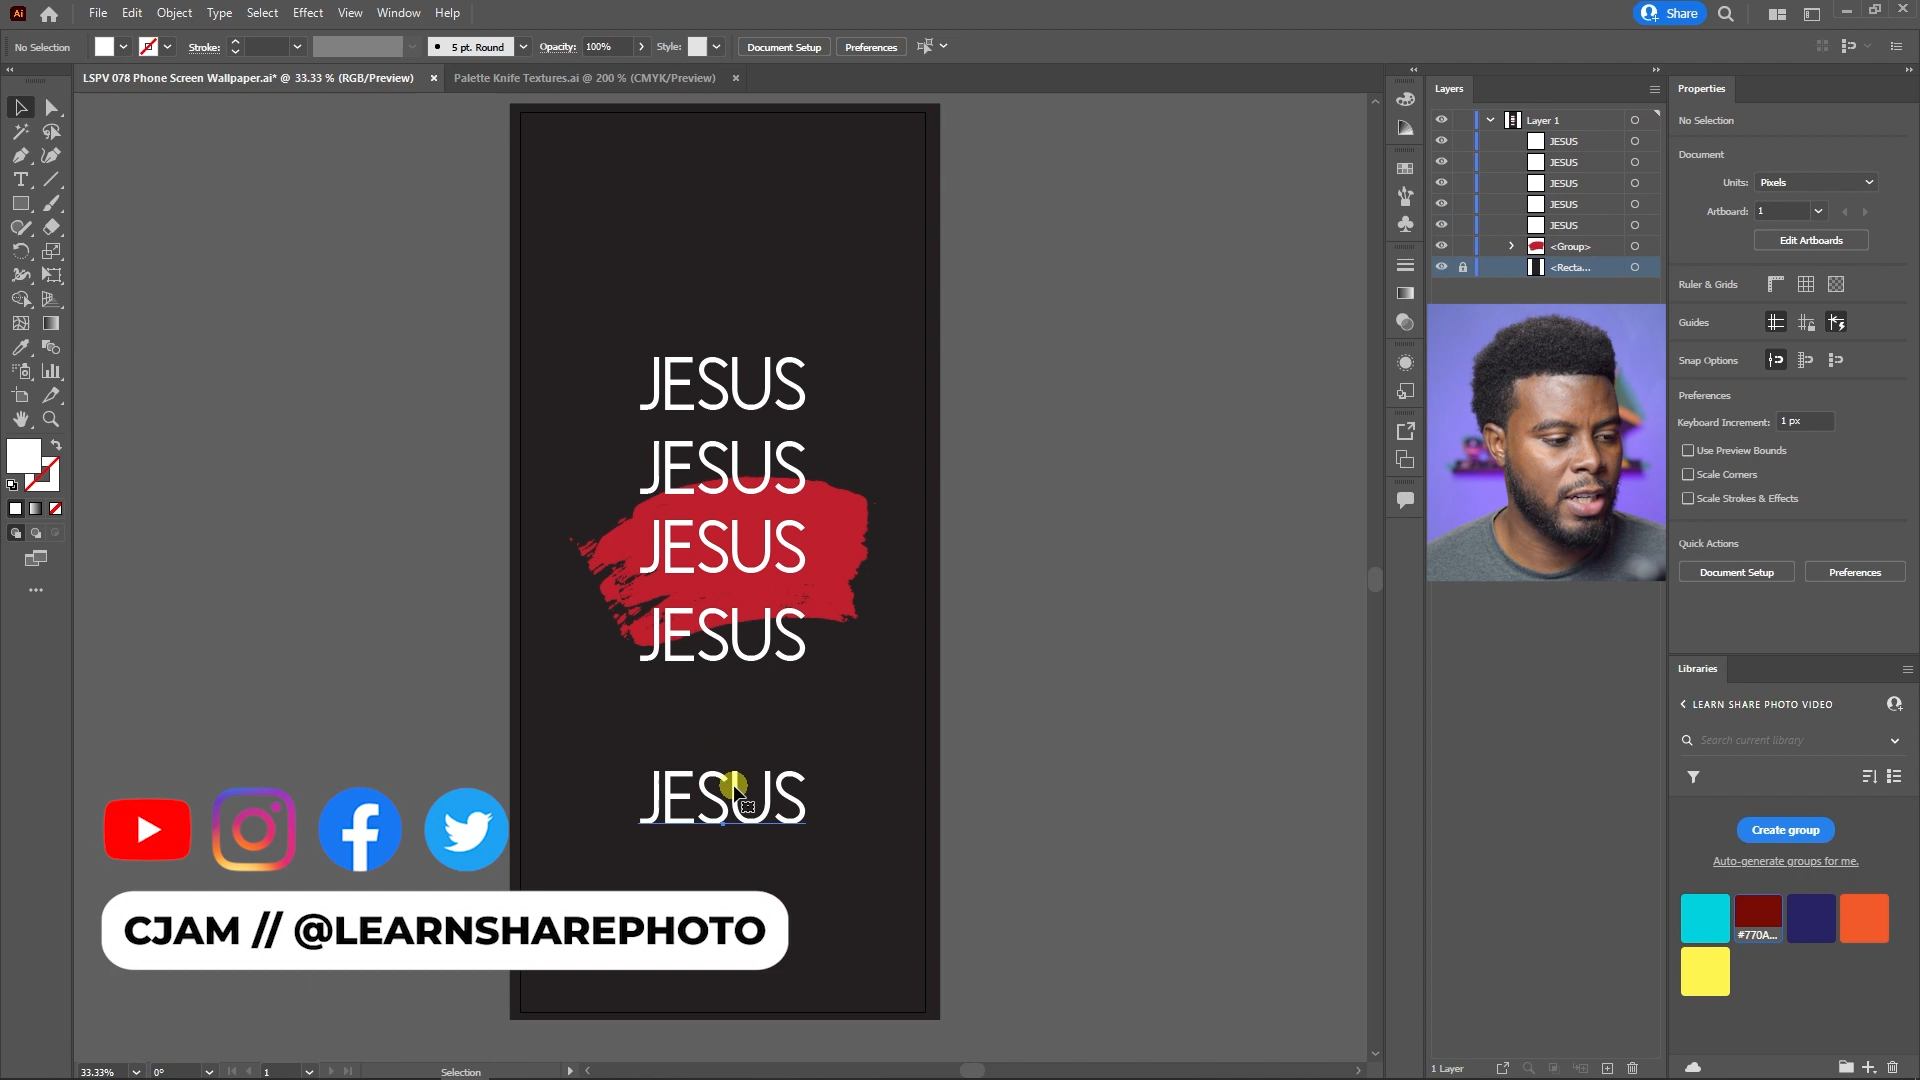 Ai File Edit Object Type Select Effect View Window Help Share
No Selection Stroke: 5 pt. Round Opacity: 100% Style: Document Setup Preferences
LSPV 078 Phone Screen Wallpaper.ai* @ 33.33 % (RGB/Preview) × Palette Knife Textures.ai @ 200 % (CMYK/Preview) ×
Layers
Layer 1
JESUS
JESUS
JESUS
JESUS
JESUS
<Group>
<Recta...
Properties
No Selection
Document
Units: Pixels
Artboard: 1
Edit Artboards
Ruler & Grids
Guides
Snap Options
Preferences
Keyboard Increment: 1 px
Use Preview Bounds
Scale Corners
Scale Strokes & Effects
Quick Actions
Document Setup Preferences
Libraries
LEARN SHARE PHOTO VIDEO
Search current library
Create group
Auto-generate groups for me.
#770A...
JESUS
JESUS
JESUS
JESUS
JESUS
CJAM // @LEARNSHAREPHOTO
33.33% 0° 1 Selection
1 Layer